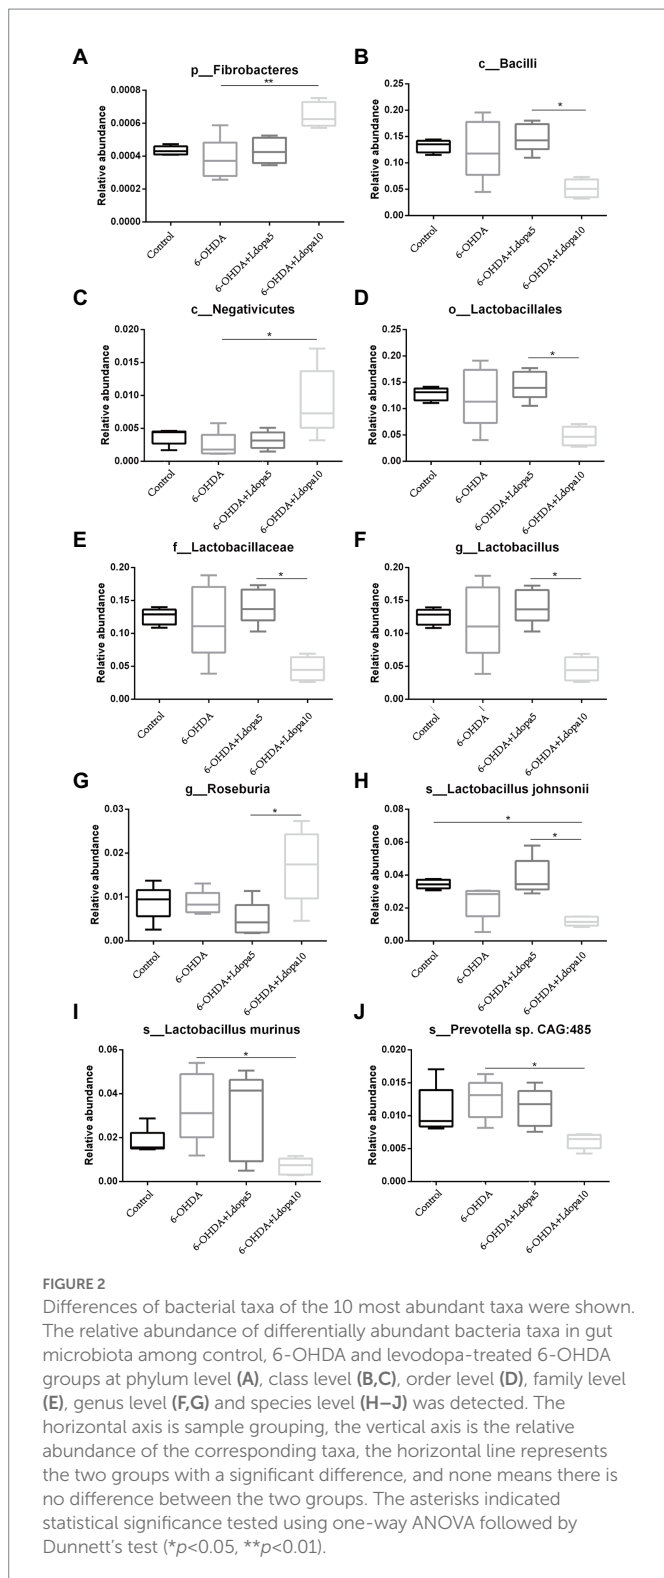 A
p__Fibrobacteres
**
Relative abundance
0.0008
0.0006
0.0004
0.0002
0.0000
Control
6-OHDA
6-OHDA+Ldopa5
6-OHDA+Ldopa10
B
c__Bacilli
*
Relative abundance
0.25
0.20
0.15
0.10
0.05
0.00
Control
6-OHDA
6-OHDA+Ldopa5
6-OHDA+Ldopa10
C
c__Negativicutes
*
Relative abundance
0.020
0.015
0.010
0.005
0.000
Control
6-OHDA
6-OHDA+Ldopa5
6-OHDA+Ldopa10
D
o__Lactobacillales
*
Relative abundance
0.25
0.20
0.15
0.10
0.05
0.00
Control
6-OHDA
6-OHDA+Ldopa5
6-OHDA+Ldopa10
E
f__Lactobacillaceae
*
Relative abundance
0.20
0.15
0.10
0.05
0.00
Control
6-OHDA
6-OHDA+Ldopa5
6-OHDA+Ldopa10
F
g__Lactobacillus
*
Relative abundance
0.20
0.15
0.10
0.05
0.00
Control
6-OHDA
6-OHDA+Ldopa5
6-OHDA+Ldopa10
G
g__Roseburia
*
Relative abundance
0.03
0.02
0.01
0.00
Control
6-OHDA
6-OHDA+Ldopa5
6-OHDA+Ldopa10
H
s__Lactobacillus johnsonii
*
*
Relative abundance
0.08
0.06
0.04
0.02
0.00
Control
6-OHDA
6-OHDA+Ldopa5
6-OHDA+Ldopa10
I
s__Lactobacillus murinus
*
Relative abundance
0.06
0.04
0.02
0.00
Control
6-OHDA
6-OHDA+Ldopa5
6-OHDA+Ldopa10
J
s__Prevotella sp. CAG:485
*
Relative abundance
0.020
0.015
0.010
0.005
0.000
Control
6-OHDA
6-OHDA+Ldopa5
6-OHDA+Ldopa10
FIGURE 2
Differences of bacterial taxa of the 10 most abundant taxa were shown.
The relative abundance of differentially abundant bacteria taxa in gut
microbiota among control, 6-OHDA and levodopa-treated 6-OHDA
groups at phylum level (A), class level (B,C), order level (D), family level
(E), genus level (F,G) and species level (H–J) was detected. The
horizontal axis is sample grouping, the vertical axis is the relative
abundance of the corresponding taxa, the horizontal line represents
the two groups with a significant difference, and none means there is
no difference between the two groups. The asterisks indicated
statistical significance tested using one-way ANOVA followed by
Dunnett's test (*p<0.05, **p<0.01).